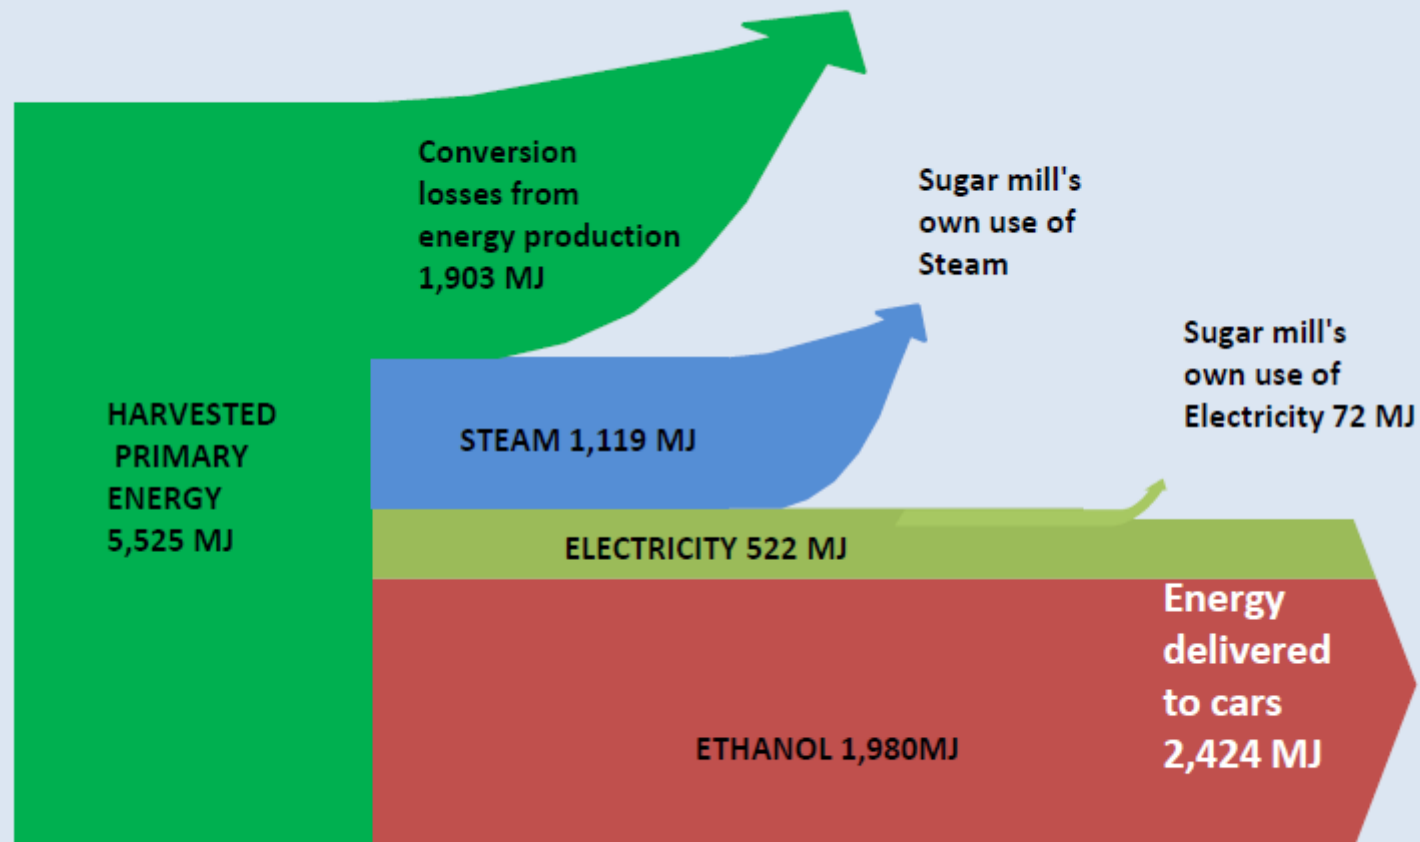 Conversion
losses from
energy production
1,903 MJ
Sugar mill's
own use of
Steam
Sugar mill's
own use of
Electricity 72 MJ
HARVESTED
PRIMARY
ENERGY
5,525 MJ
STEAM 1,119 MJ
ELECTRICITY 522 MJ
ETHANOL 1,980MJ
Energy
delivered
to cars
2,424 MJ